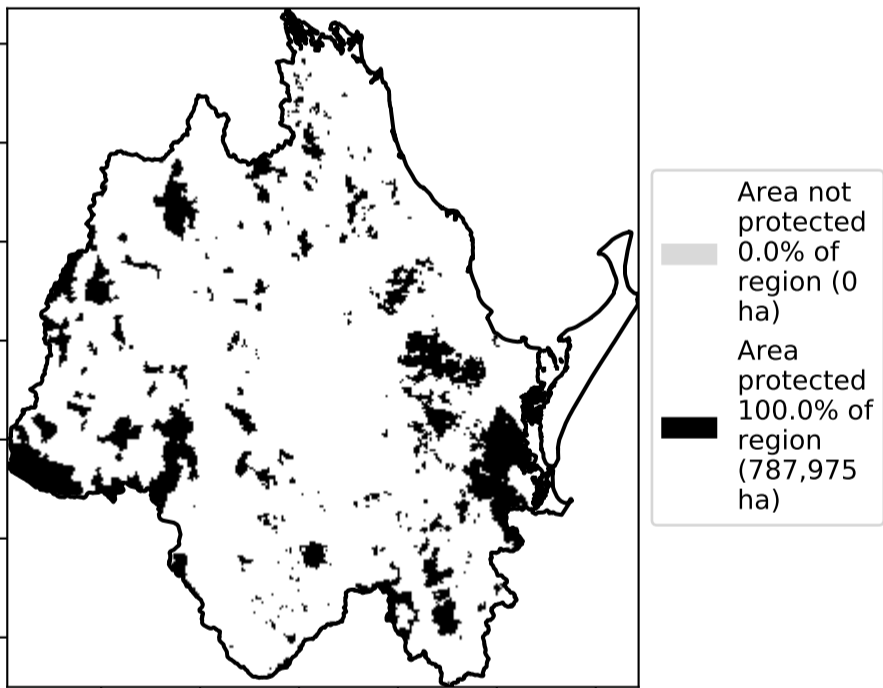 Area not
protected
0.0% of
region (0
ha)
Area
protected
100.0% of
region
(787,975
ha)